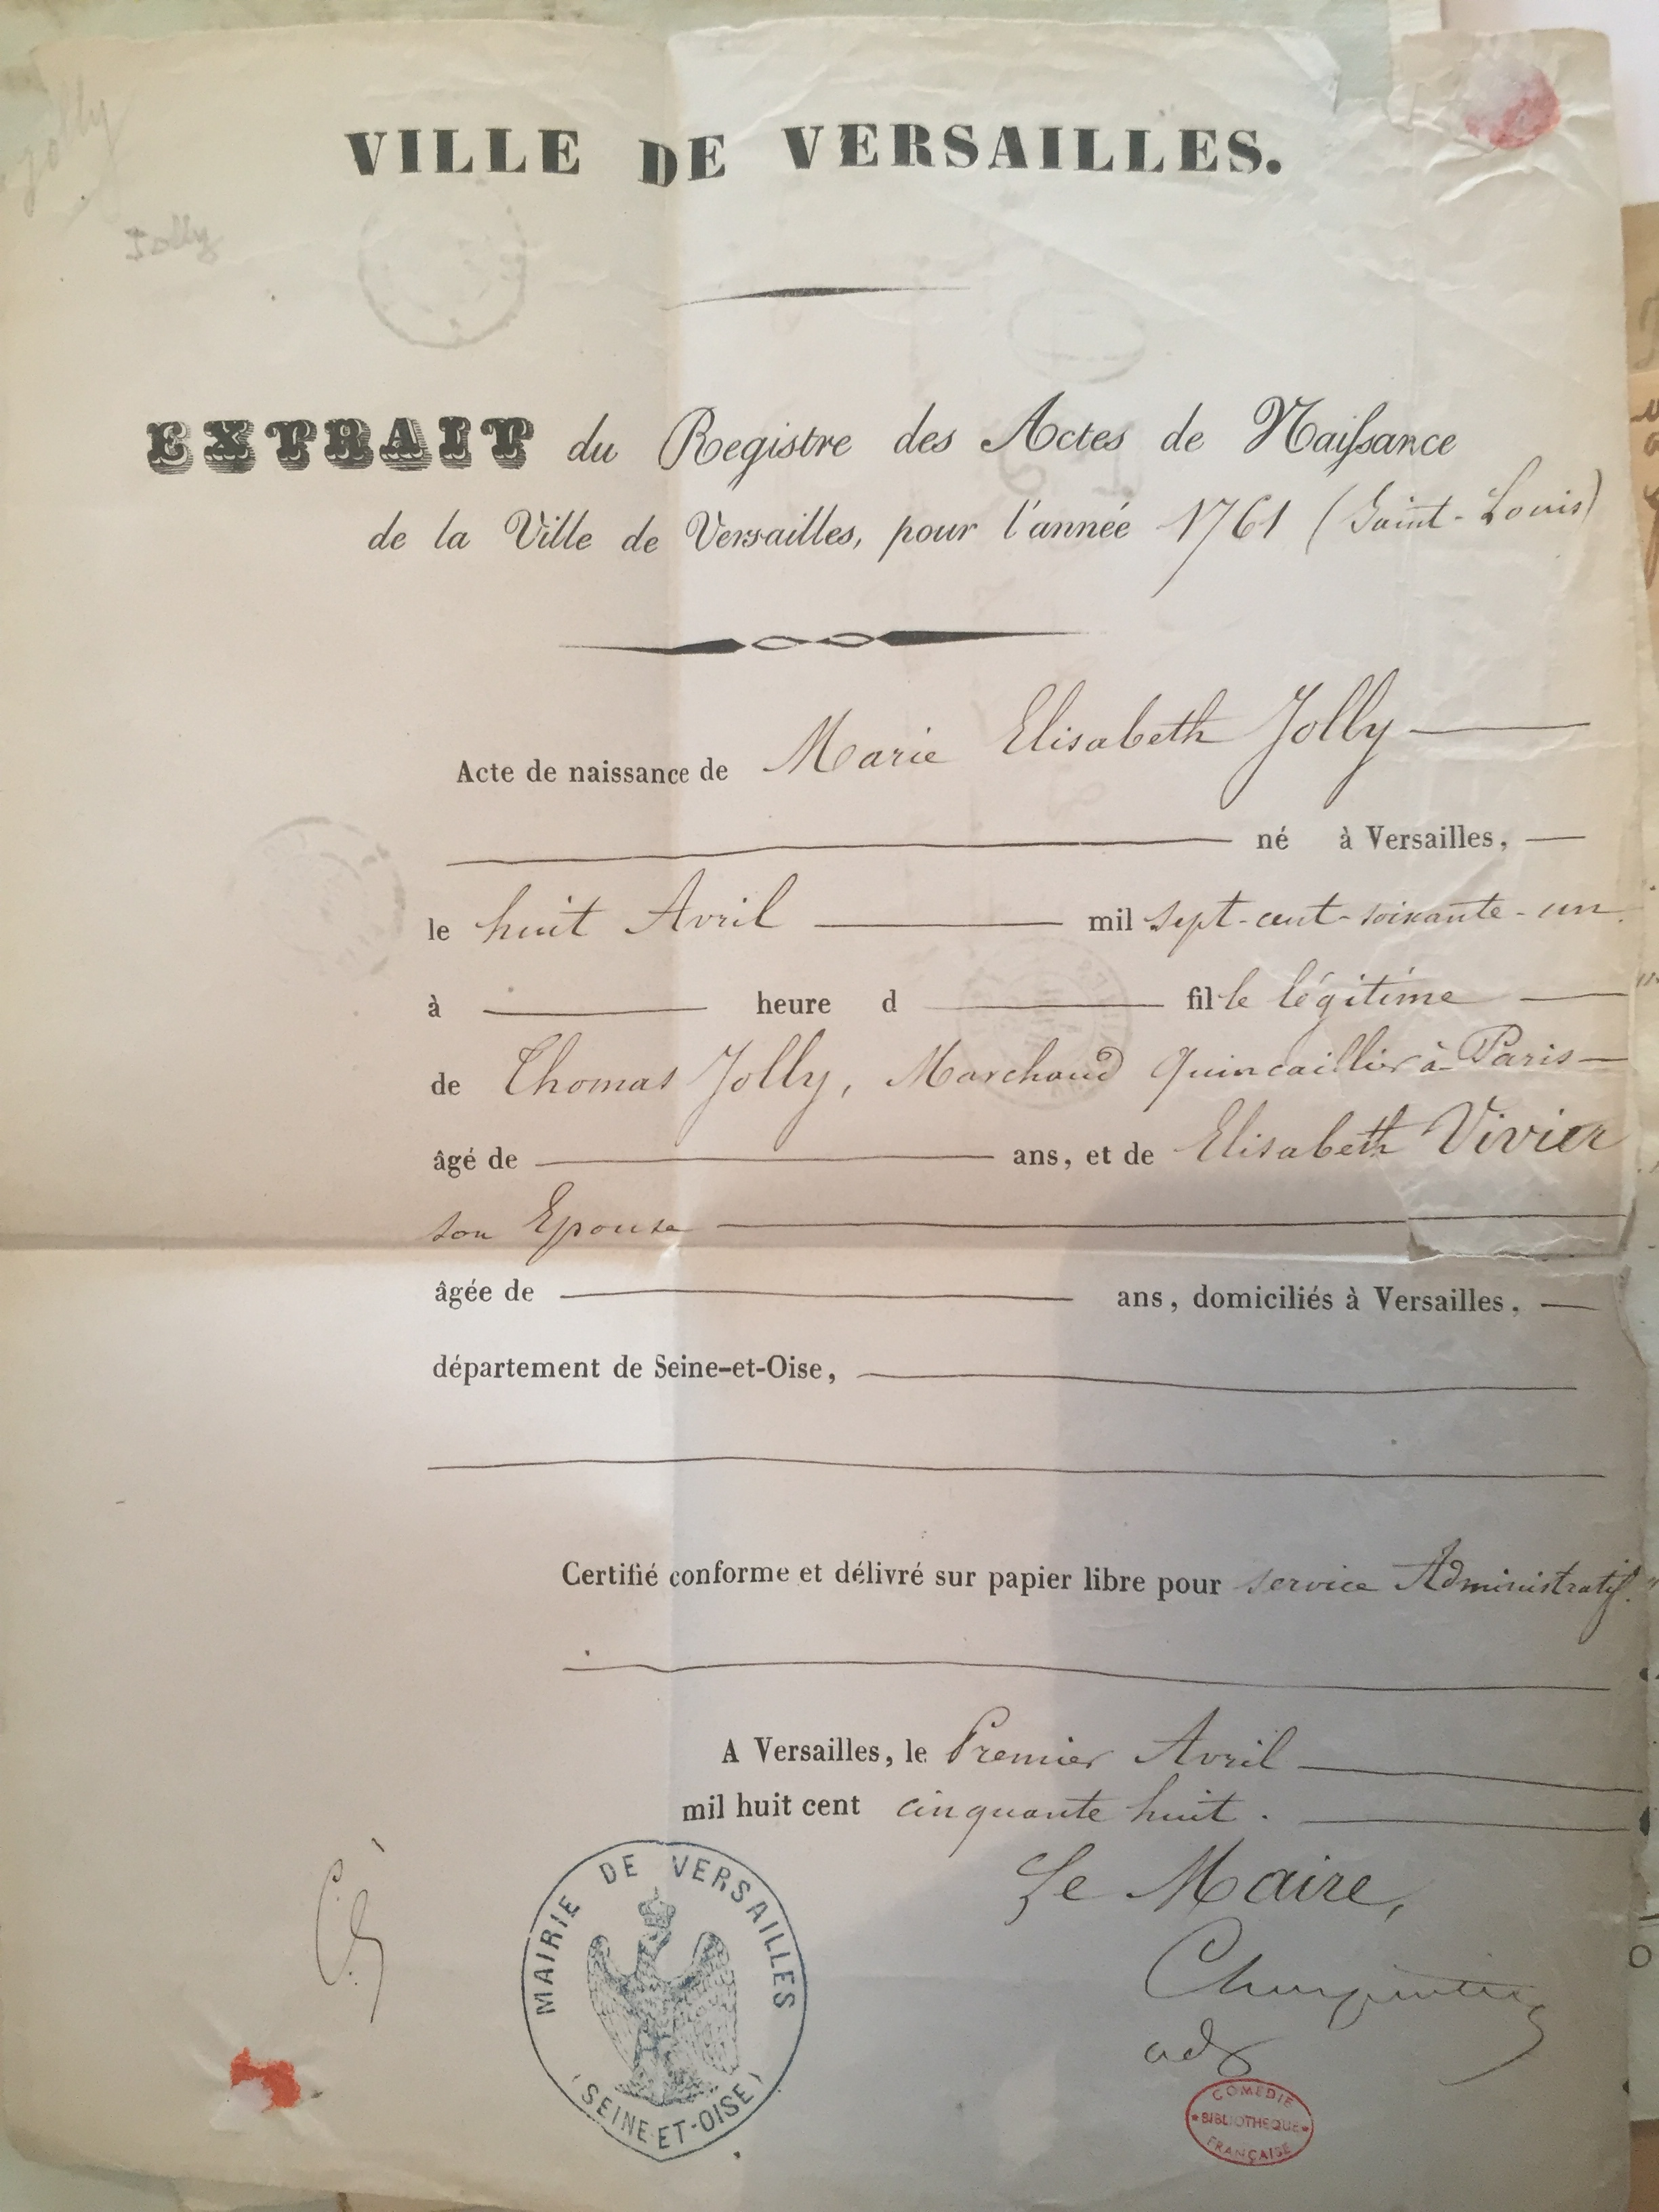 VILLE DE VERSAILLES.
Jolly
Jolly
EXTRAIT du Registre des Actes de Naissance
de la Ville de Versailles, pour l'année 1761 (Saint-Louis)
Acte de naissance de Marie Elisabeth Jolly
né à Versailles,
le huit Avril mil sept-cent-soixante-un
à heure d fille légitime
de Thomas Jolly, Marchand Quincaillier à Paris
âgé de ans, et de Elisabeth Vivier
son Epouse
âgée de ans, domiciliés à Versailles,
département de Seine-et-Oise,
Certifié conforme et délivré sur papier libre pour service Administratif.
A Versailles, le Premier Avril
mil huit cent cinquante huit.
Le Maire,
adj
MAIRIE DE VERSAILLES
(SEINE-ET-OISE)
COMÉDIE
BIBLIOTHEQUE
FRANÇAISE